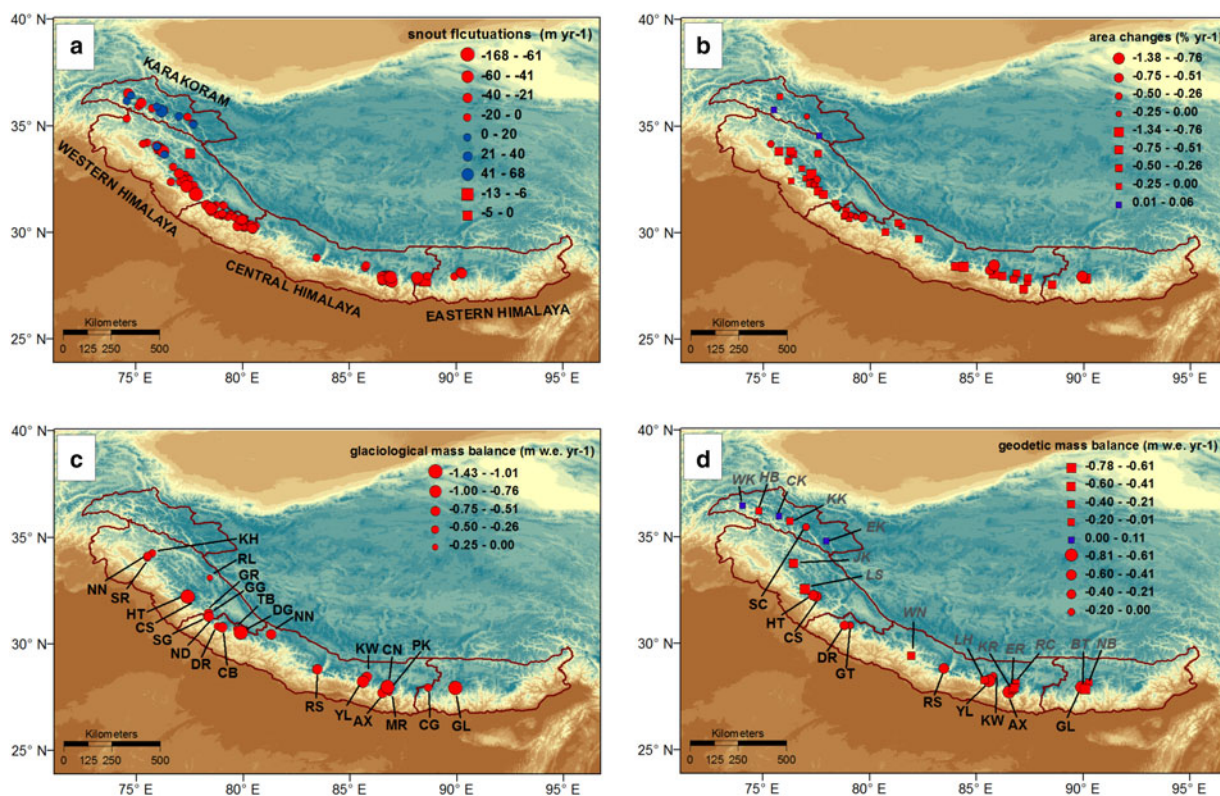 a
snout flcutuations (m yr-1)
-168 - -61
-60 - -41
-40 - -21
-20 - 0
0 - 20
21 - 40
41 - 68
-13 - -6
-5 - 0
KARAKORAM
WESTERN HIMALAYA
CENTRAL HIMALAYA
EASTERN HIMALAYA
Kilometers
0 125 250 500
40° N
35° N
30° N
25° N
75° E 80° E 85° E 90° E 95° E
b
area changes (% yr-1)
-1.38 - -0.76
-0.75 - -0.51
-0.50 - -0.26
-0.25 - 0.00
-1.34 - -0.76
-0.75 - -0.51
-0.50 - -0.26
-0.25 - 0.00
0.01 - 0.06
Kilometers
0 125 250 500
40° N
35° N
30° N
25° N
75° E 80° E 85° E 90° E 95° E
c
glaciological mass balance (m w.e. yr-1)
-1.43 - -1.01
-1.00 - -0.76
-0.75 - -0.51
-0.50 - -0.26
-0.25 - 0.00
KH
RL
GR
GG
TB
DG
NN
NN
SR
HT
CS
SG
ND
DR
CB
KW
CN
PK
RS
YL
AX
MR
CG
GL
Kilometers
0 125 250 500
40° N
35° N
30° N
25° N
75° E 80° E 85° E 90° E 95° E
d
geodetic mass balance (m w.e. yr-1)
-0.78 - -0.61
-0.60 - -0.41
-0.40 - -0.21
-0.20 - -0.01
0.00 - 0.11
-0.81 - -0.61
-0.60 - -0.41
-0.40 - -0.21
-0.20 - 0.00
WK
HB
CK
KK
EK
JK
LS
SC
HT
CS
DR
GT
WN
LH
KR
ER
RC
BT
NB
RS
YL
KW
AX
GL
Kilometers
0 125 250 500
40° N
35° N
30° N
25° N
75° E 80° E 85° E 90° E 95° E